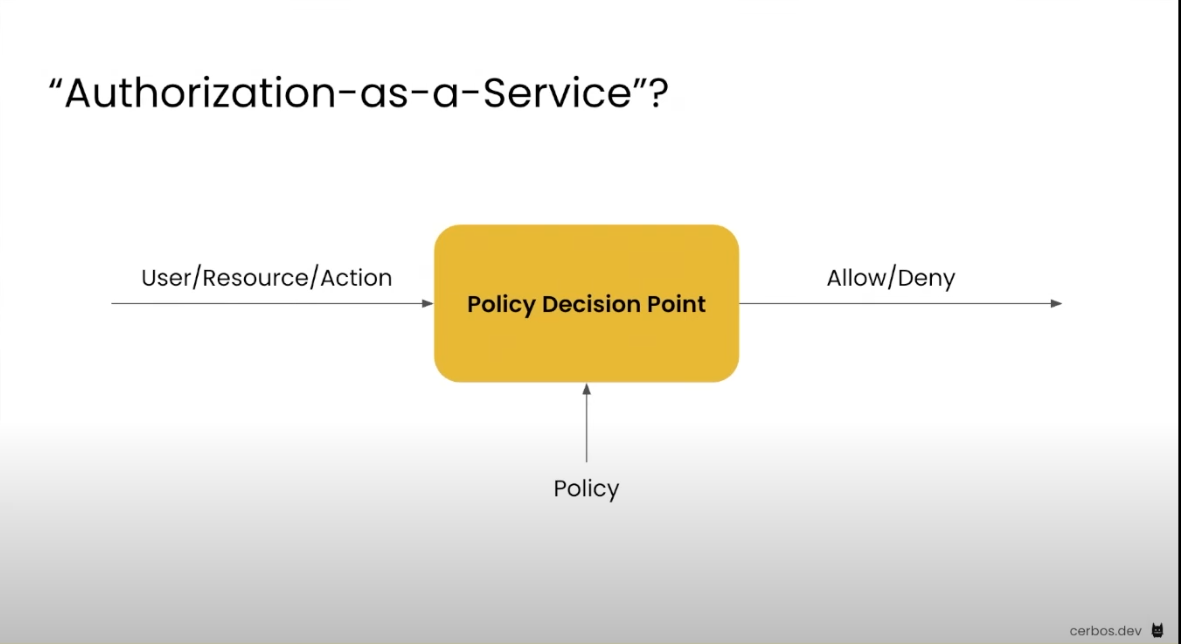 “Authorization-as-a-Service”?
User/Resource/Action
Policy Decision Point
Allow/Deny
Policy
cerbos.dev